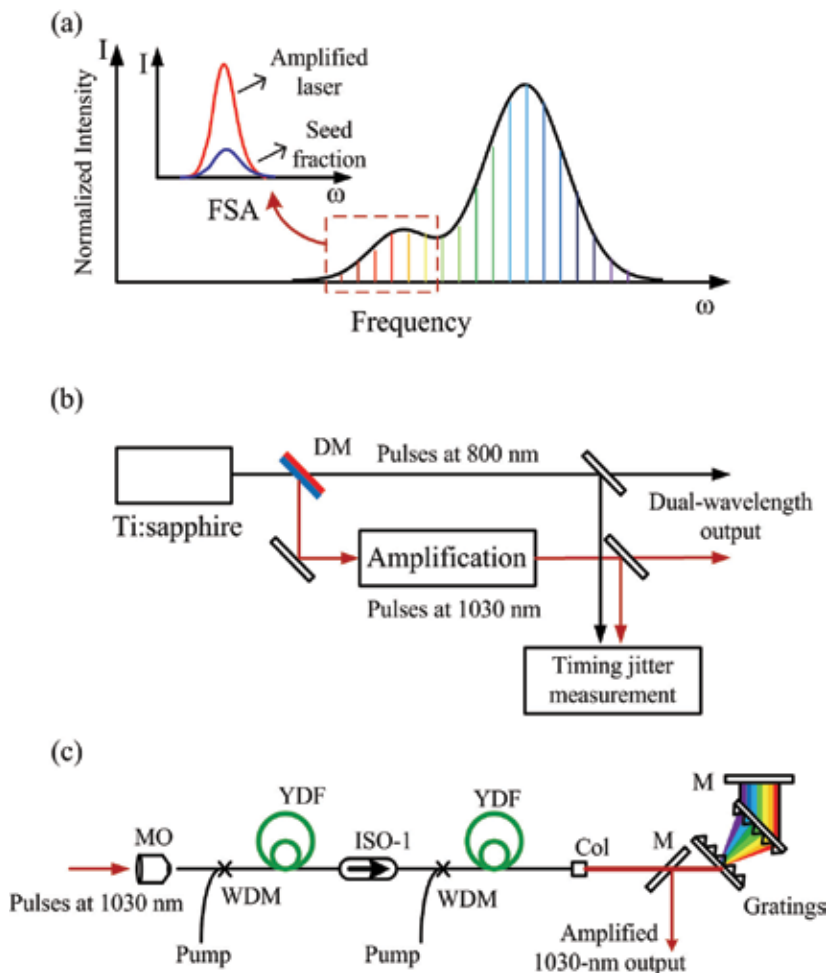 (a)
I
I
Amplified
laser
Seed
fraction
ω
FSA
Normalized Intensity
Frequency
ω
(b)
DM
Pulses at 800 nm
Ti:sapphire
Dual-wavelength
output
Amplification
Pulses at 1030 nm
Timing jitter
measurement
(c)
M
YDF
YDF
MO
ISO-1
Col
M
Pulses at 1030 nm
WDM
WDM
Gratings
Pump
Pump
Amplified
1030-nm output